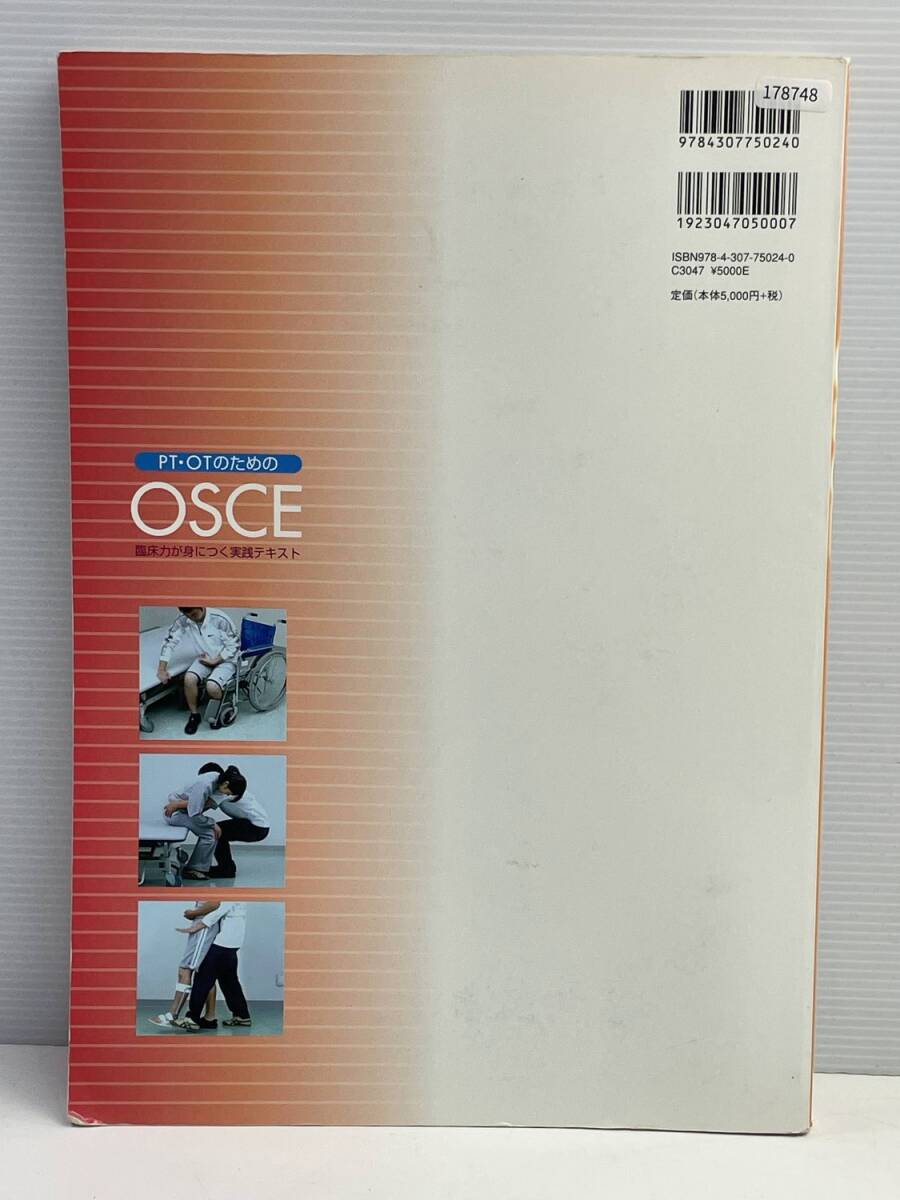 178748
9784307750240
1923047050007
ISBN978-4-307-75024-0
C3047 ¥5000E
定価(本体5,000円+税)
PT・OTのための
OSCE
臨床力が身につく実践テキスト